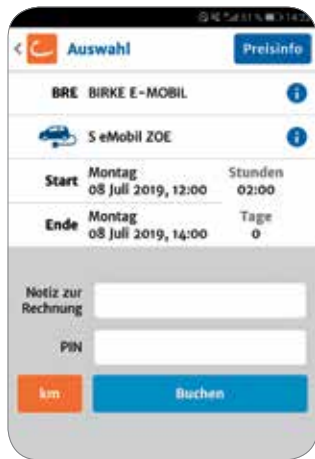 Auswahl
Preisinfo
BRE BIRKE E-MOBIL
S eMobil ZOE
Start Montag Stunden
08 Juli 2019, 12:00 02:00
Ende Montag Tage
08 Juli 2019, 14:00 0
Notiz zur
Rechnung
PIN
km
Buchen